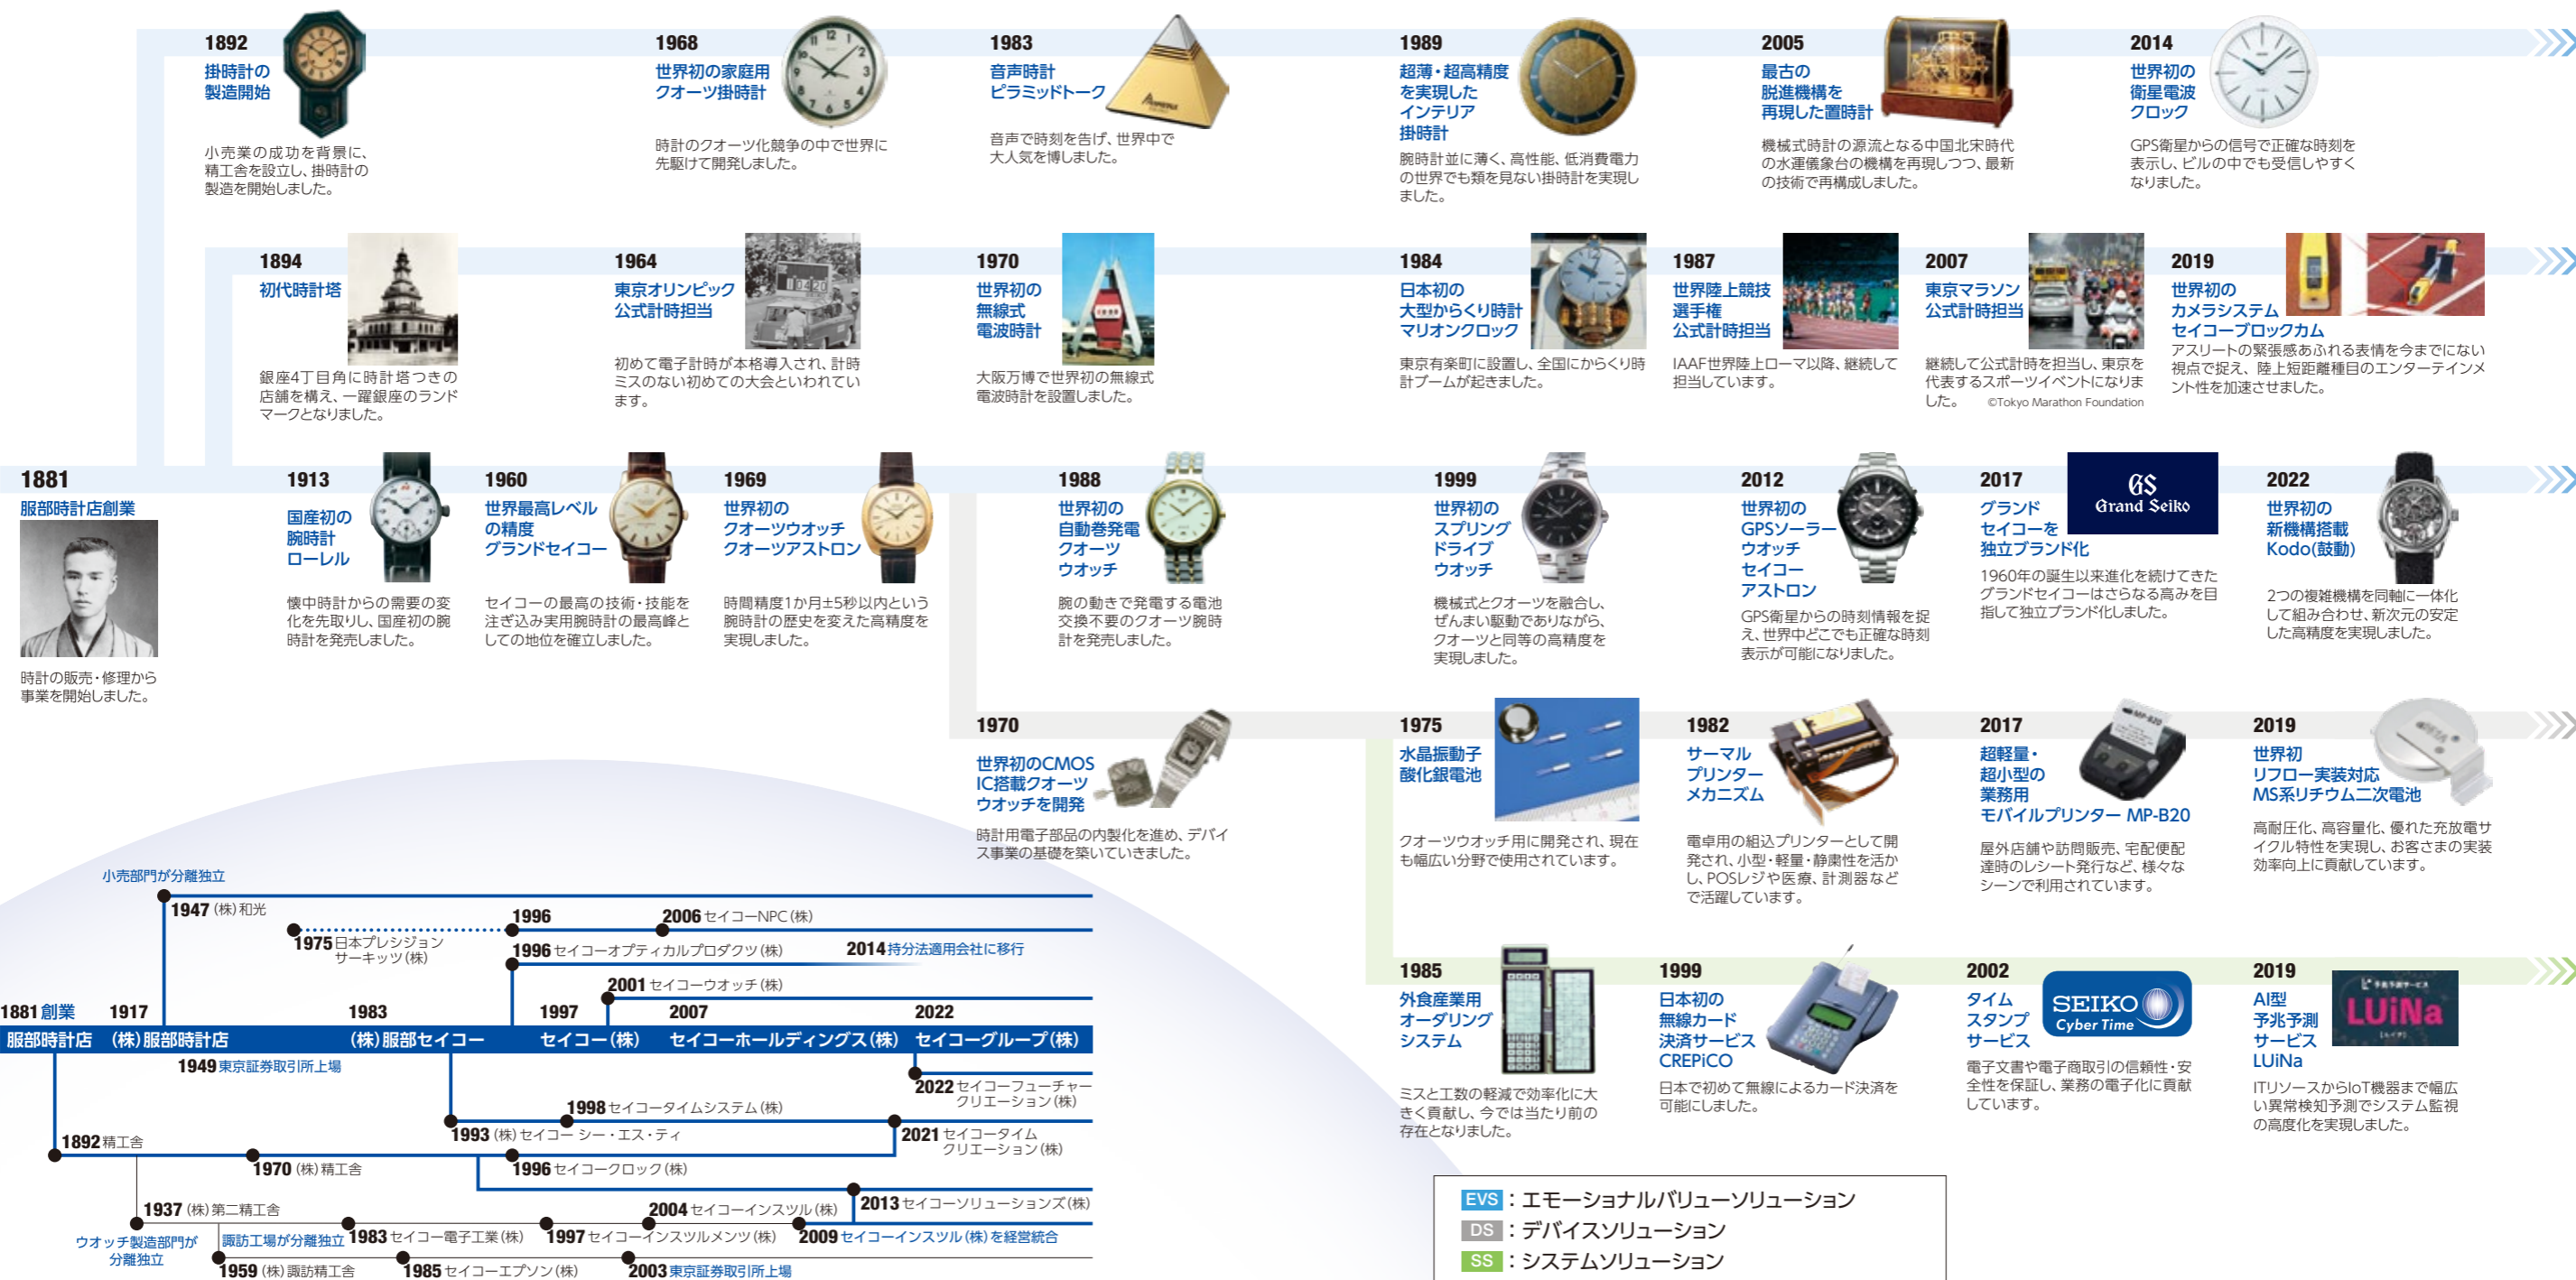 1892
掛時計の
製造開始
小売業の成功を背景に、
精工舎を設立し、掛時計の
製造を開始しました。
1968
世界初の家庭用
クオーツ掛時計
時計のクオーツ化競争の中で世界に
先駆けて開発しました。
1983
音声時計
ピラミッドトーク
音声で時刻を告げ、世界中で
大人気を博しました。
1989
超薄・超高精度
を実現した
インテリア
掛時計
腕時計並に薄く、高性能、低消費電力
の世界でも類を見ない掛時計を実現し
ました。
2005
最古の
脱進機構を
再現した置時計
機械式時計の源流となる中国北宋時代
の水運儀象台の機構を再現しつつ、最新
の技術で再構成しました。
2014
世界初の
衛星電波
クロック
GPS衛星からの信号で正確な時刻を
表示し、ビルの中でも受信しやすく
なりました。
1894
初代時計塔
銀座4丁目角に時計塔つきの
店舗を構え、一躍銀座のランド
マークとなりました。
1964
東京オリンピック
公式計時担当
初めて電子計時が本格導入され、計時
ミスのない初めての大会といわれてい
ます。
1970
世界初の
無線式
電波時計
大阪万博で世界初の無線式
電波時計を設置しました。
1984
日本初の
大型からくり時計
マリオンクロック
東京有楽町に設置し、全国にからくり時
計ブームが起きました。
1987
世界陸上競技
選手権
公式計時担当
IAAF世界陸上ローマ以降、継続して
担当しています。
2007
東京マラソン
公式計時担当
継続して公式計時を担当し、東京を
代表するスポーツイベントになりま
した。 ©Tokyo Marathon Foundation
2019
世界初の
カメラシステム
セイコーブロックカム
アスリートの緊張感あふれる表情を今までにない
視点で捉え、陸上短距離種目のエンターテインメ
ント性を加速させました。
1881
服部時計店創業
時計の販売・修理から
事業を開始しました。
1913
国産初の
腕時計
ローレル
懐中時計からの需要の変
化を先取りし、国産初の腕
時計を発売しました。
1960
世界最高レベル
の精度
グランドセイコー
セイコーの最高の技術・技能を
注ぎ込み実用腕時計の最高峰と
しての地位を確立しました。
1969
世界初の
クオーツウオッチ
クオーツアストロン
時間精度1か月±5秒以内という
腕時計の歴史を変えた高精度を
実現しました。
1988
世界初の
自動巻発電
クオーツ
ウオッチ
腕の動きで発電する電池
交換不要のクオーツ腕時
計を発売しました。
1999
世界初の
スプリング
ドライブ
ウオッチ
機械式とクオーツを融合し、
ぜんまい駆動でありながら、
クオーツと同等の高精度を
実現しました。
2012
世界初の
GPSソーラー
ウオッチ
セイコー
アストロン
GPS衛星からの時刻情報を捉
え、世界中どこでも正確な時刻
表示が可能になりました。
2017
グランド
セイコーを
独立ブランド化
GS
Grand Seiko
1960年の誕生以来進化を続けてきた
グランドセイコーはさらなる高みを目
指して独立ブランド化しました。
2022
世界初の
新機構搭載
Kodo(鼓動)
2つの複雑機構を同軸に一体化
して組み合わせ、新次元の安定
した高精度を実現しました。
1970
世界初のCMOS
IC搭載クオーツ
ウオッチを開発
時計用電子部品の内製化を進め、デバイ
ス事業の基礎を築いていきました。
1975
水晶振動子
酸化銀電池
クオーツウオッチ用に開発され、現在
も幅広い分野で使用されています。
1982
サーマル
プリンター
メカニズム
電卓用の組込プリンターとして開
発され、小型・軽量・静粛性を活か
し、POSレジや医療、計測器など
で活躍しています。
2017
超軽量・
超小型の
業務用
モバイルプリンター MP-B20
MP-B20
屋外店舗や訪問販売、宅配便配
達時のレシート発行など、様々な
シーンで利用されています。
2019
世界初
リフロー実装対応
MS系リチウム二次電池
高耐圧化、高容量化、優れた充放電サ
イクル特性を実現し、お客さまの実装
効率向上に貢献しています。
1985
外食産業用
オーダリング
システム
ミスと工数の軽減で効率化に大
きく貢献し、今では当たり前の
存在となりました。
1999
日本初の
無線カード
決済サービス
CREPiCO
日本で初めて無線によるカード決済を
可能にしました。
2002
タイム
スタンプ
サービス
SEIKO
Cyber Time
電子文書や電子商取引の信頼性・安
全性を保証し、業務の電子化に貢献
しています。
2019
AI型
予兆予測
サービス
LUiNa
予兆予測サービス
LUiNa
[ルイナ]
ITリソースからIoT機器まで幅広
い異常検知予測でシステム監視
の高度化を実現しました。
小売部門が分離独立
1947 (株)和光
1975 日本プレシジョン
サーキッツ(株)
1996
2006 セイコーNPC(株)
1996 セイコーオプティカルプロダクツ(株)
2014 持分法適用会社に移行
2001 セイコーウオッチ(株)
1881 創業
1917
1983
1997
2007
2022
服部時計店
(株)服部時計店
(株)服部セイコー
セイコー(株)
セイコーホールディングス(株)
セイコーグループ(株)
1949 東京証券取引所上場
2022 セイコーフューチャー
クリエーション(株)
1998 セイコータイムシステム(株)
1993 (株)セイコー シー・エス・ティ
2021 セイコータイム
クリエーション(株)
1892 精工舎
1970 (株)精工舎
1996 セイコークロック(株)
1937 (株)第二精工舎
2004 セイコーインスツル(株)
2013 セイコーソリューションズ(株)
ウオッチ製造部門が
分離独立
諏訪工場が分離独立
1983 セイコー電子工業(株)
1997 セイコーインスツルメンツ(株)
2009 セイコーインスツル(株)を経営統合
1959 (株)諏訪精工舎
1985 セイコーエプソン(株)
2003 東京証券取引所上場
EVS：エモーショナルバリューソリューション
DS：デバイスソリューション
SS：システムソリューション